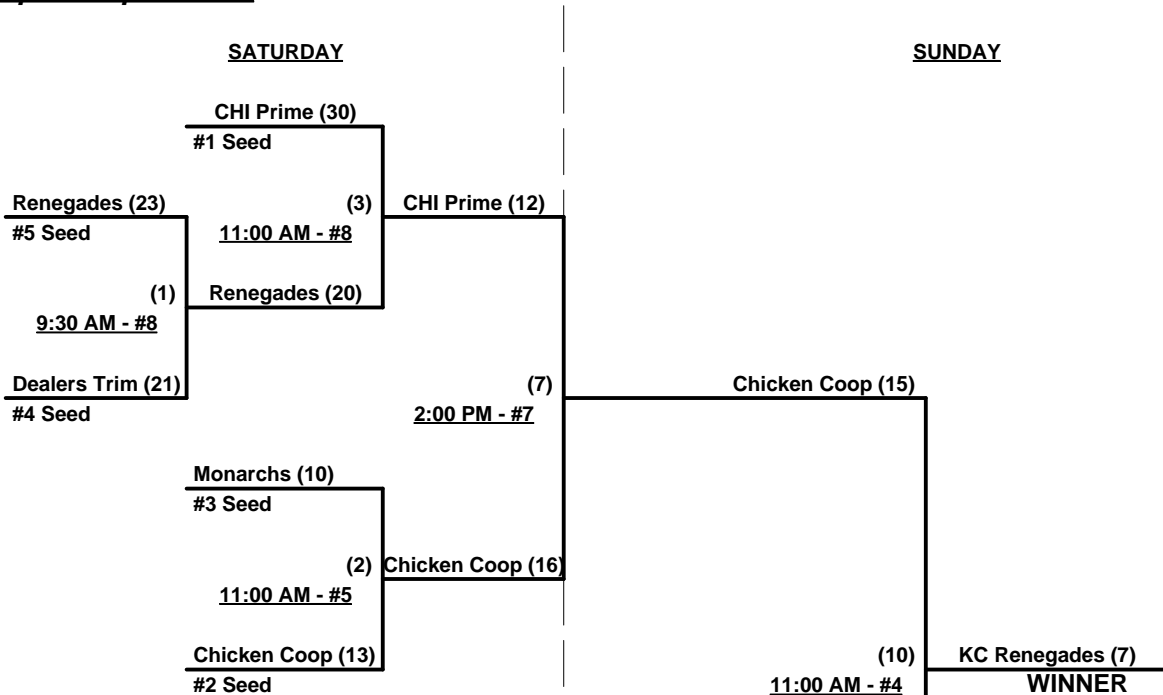 SATURDAY
SUNDAY
CHI Prime (30)
#1 Seed
Renegades (23)
(3)
CHI Prime (12)
#5 Seed
11:00 AM - #8
(1)
Renegades (20)
9:30 AM - #8
Dealers Trim (21)
(7)
Chicken Coop (15)
#4 Seed
2:00 PM - #7
Monarchs (10)
#3 Seed
(2)
Chicken Coop (16)
11:00 AM - #5
Chicken Coop (13)
(10)
KC Renegades (7)
#2 Seed
11:00 AM - #4
WINNER